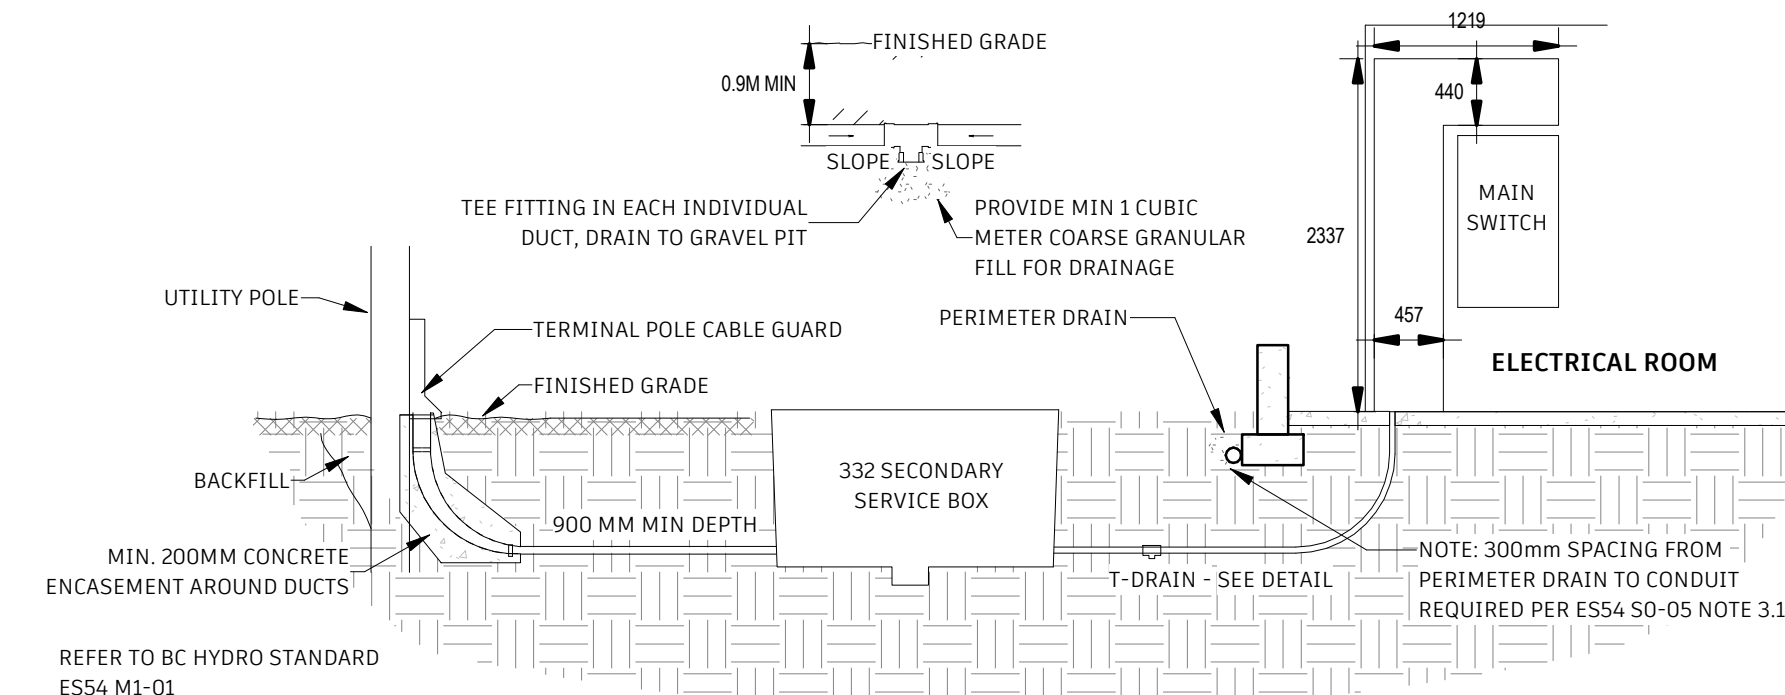 1219
FINISHED GRADE
0.9M MIN
440
SLOPE
SLOPE
MAIN
SWITCH
TEE FITTING IN EACH INDIVIDUAL
DUCT, DRAIN TO GRAVEL PIT
PROVIDE MIN 1 CUBIC
METER COARSE GRANULAR
FILL FOR DRAINAGE
2337
UTILITY POLE
TERMINAL POLE CABLE GUARD
PERIMETER DRAIN
457
ELECTRICAL ROOM
FINISHED GRADE
BACKFILL
332 SECONDARY
SERVICE BOX
900 MM MIN DEPTH
MIN. 200MM CONCRETE
ENCASEMENT AROUND DUCTS
T-DRAIN - SEE DETAIL
NOTE: 300mm SPACING FROM
PERIMETER DRAIN TO CONDUIT
REQUIRED PER ES54 S0-05 NOTE 3.1
REFER TO BC HYDRO STANDARD
ES54 M1-01